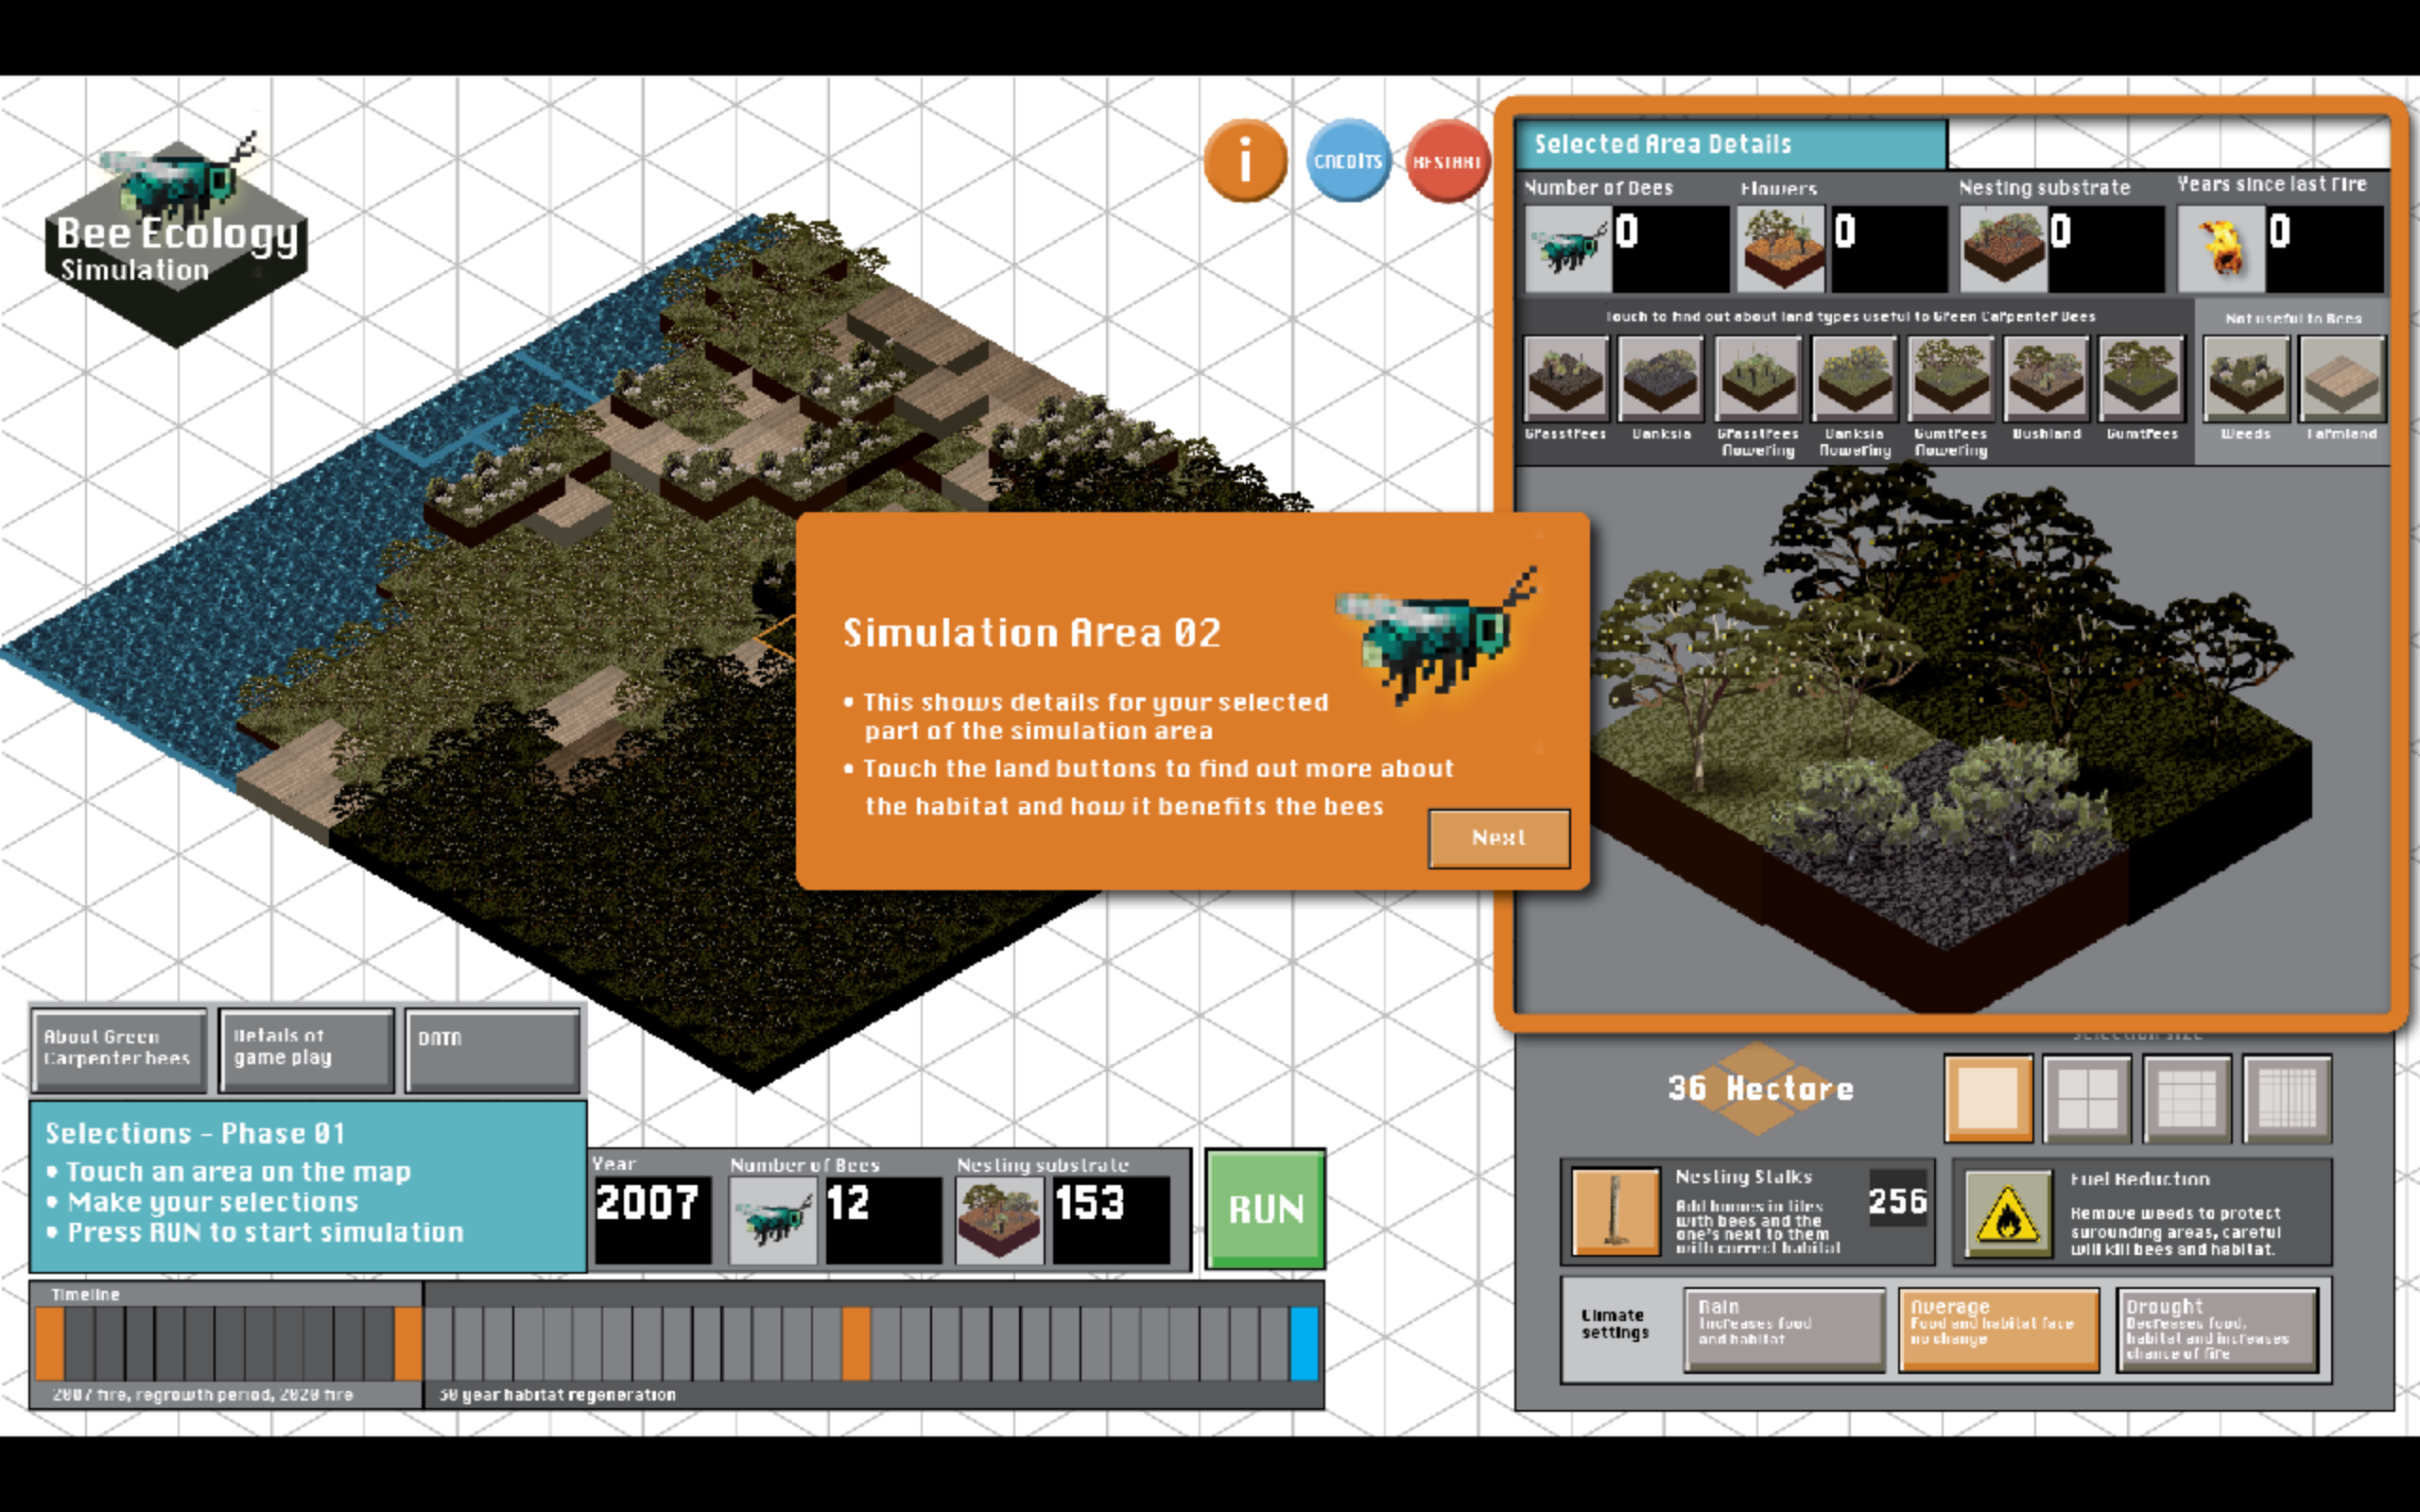 Bee Ecology
Simulation
i
CREDITS
RESTART
Selected Area Details
Number of Bees
Flowers
Nesting substrate
Years since last Fire
0
0
0
0
Touch to find out about land types useful to Green Carpenter Bees
Not useful to Bees
Grasstrees
Banksia
Grasstrees flowering
Banksia flowering
Gumtrees flowering
Bushland
Gumtrees
Weeds
Farmland
Simulation Area 02
• This shows details for your selected
part of the simulation area
• Touch the land buttons to find out more about
the habitat and how it benefits the bees
Next
About Green
Carpenter bees
Details of
game play
DATA
Selections - Phase 01
• Touch an area on the map
• Make your selections
• Press RUN to start simulation
Year
2007
Number of Bees
12
Nesting substrate
153
RUN
Timeline
2007 fire, regrowth period, 2020 fire
30 year habitat regeneration
Selection size
36 Hectare
Nesting Stalks
Add homes in tiles
with bees and the
one's next to them
with correct habitat
256
Fuel Reduction
Remove weeds to protect
surounding areas, careful
will kill bees and habitat.
Climate
settings
Rain
Increases food
and habitat
Average
Food and habitat face
no change
Drought
Decreases food,
habitat and increases
chance of fire